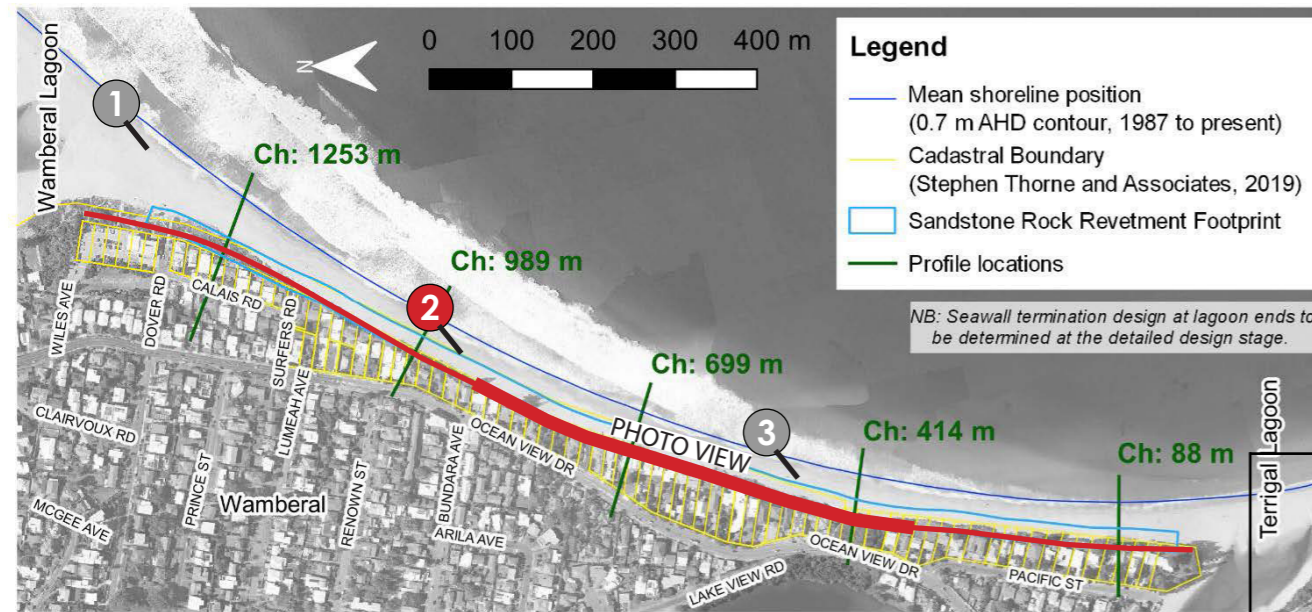 Wamberal Lagoon
N
0 100 200 300 400 m
1
Ch: 1253 m
Ch: 989 m
2
Ch: 699 m
3
Ch: 414 m
Ch: 88 m
PHOTO VIEW
Terrigal Lagoon
WILES AVE
DOVER RD
CALAIS RD
SURFERS RD
LUMEAH AVE
CLAIRVOUX RD
PRINCE ST
Wamberal
RENOWN ST
MCGEE AVE
BUNDARA AVE
ARILA AVE
OCEAN VIEW DR
LAKE VIEW RD
OCEAN VIEW DR
PACIFIC ST
Legend
Mean shoreline position
(0.7 m AHD contour, 1987 to present)
Cadastral Boundary
(Stephen Thorne and Associates, 2019)
Sandstone Rock Revetment Footprint
Profile locations
NB: Seawall termination design at lagoon ends to
be determined at the detailed design stage.